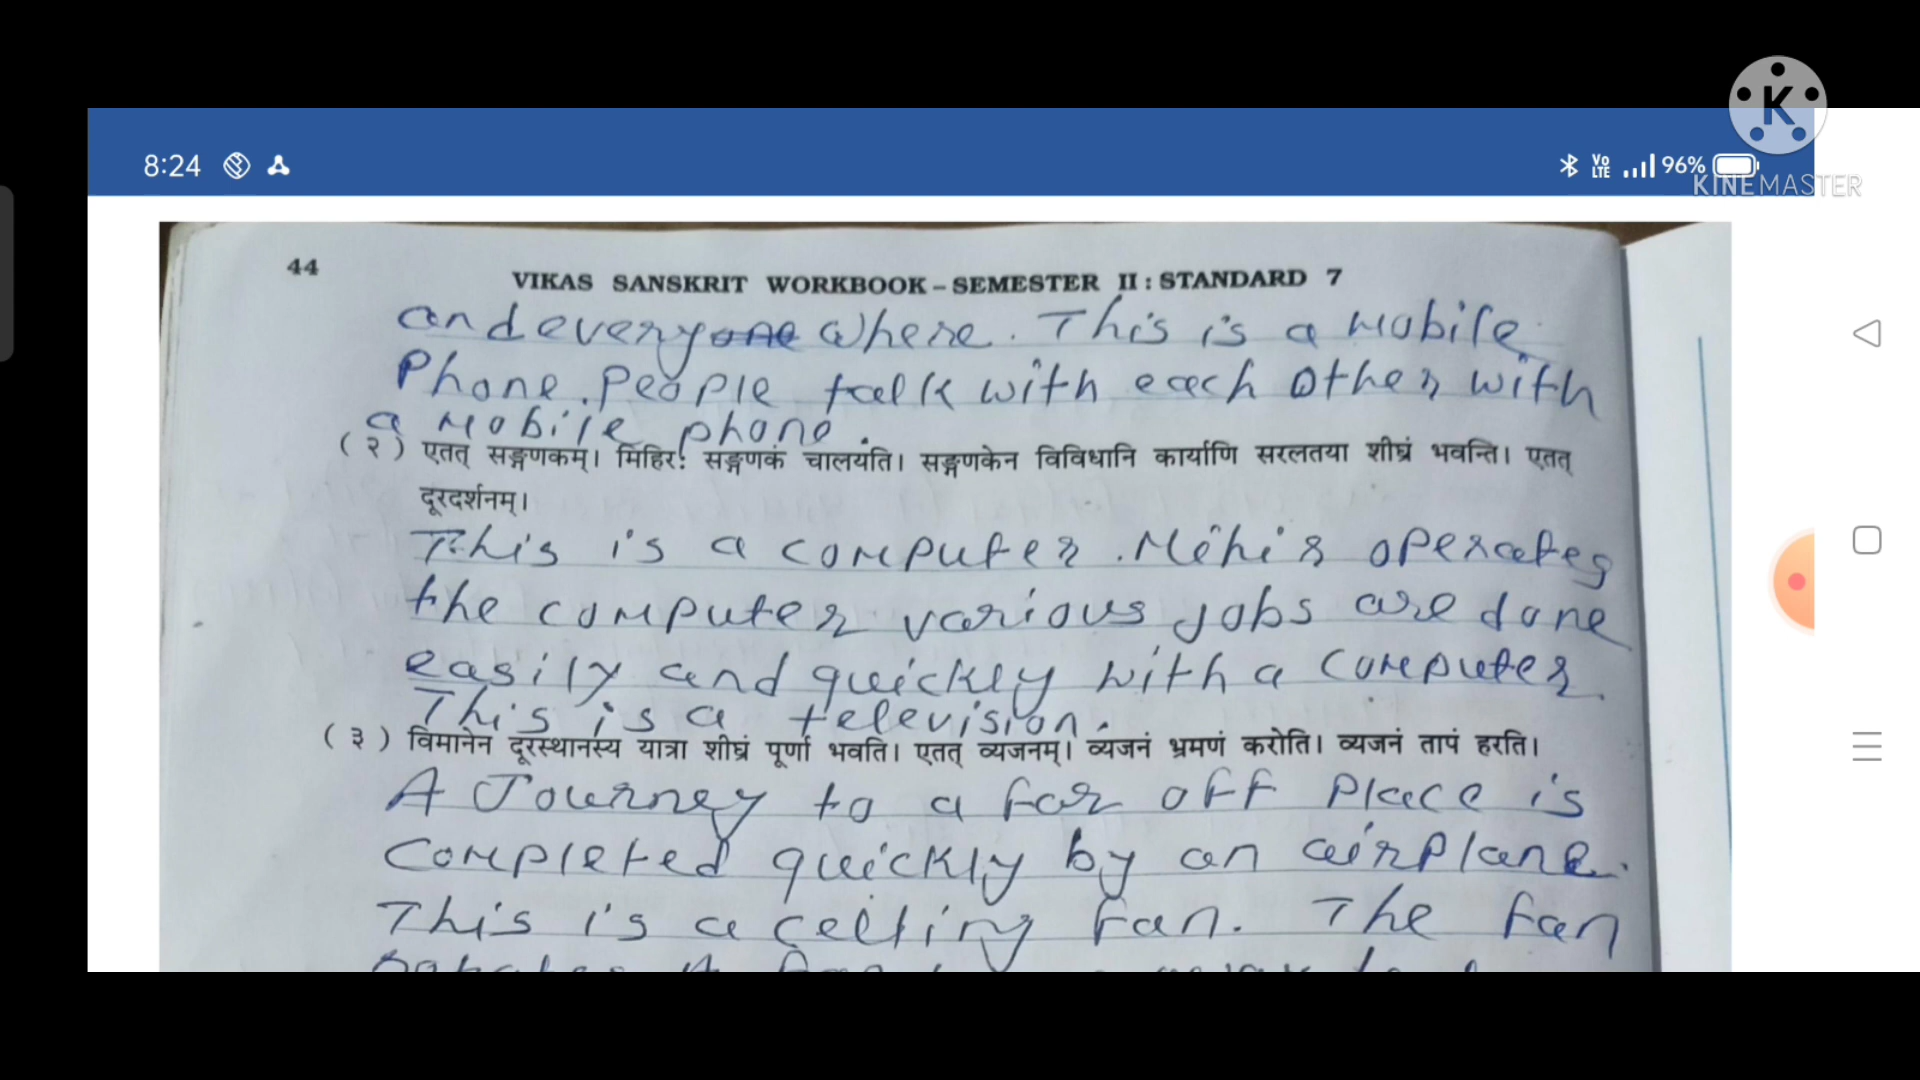 8:24
Vo LTE 96%
K
KINEMASTER
44
VIKAS SANSKRIT WORKBOOK – SEMESTER II : STANDARD 7
and everyone where. This is a Mobile
Phone. People talk with each other with
a Mobile phone.
( २ ) एतत् सङ्गणकम्। मिहिरः सङ्गणकं चालयति। सङ्गणकेन विविधानि कार्याणि सरलतया शीघ्रं भवन्ति। एतत्
दूरदर्शनम्।
This is a computer. Mihir operates
the computer various jobs are done
easily and quickly with a computer.
This is a television.
( ३ ) विमानेन दूरस्थानस्य यात्रा शीघ्रं पूर्णा भवति। एतत् व्यजनम्। व्यजनं भ्रमणं करोति। व्यजनं तापं हरति।
A Journey to a far off place is
completed quickly by an airplane.
This is a ceiling fan. The fan